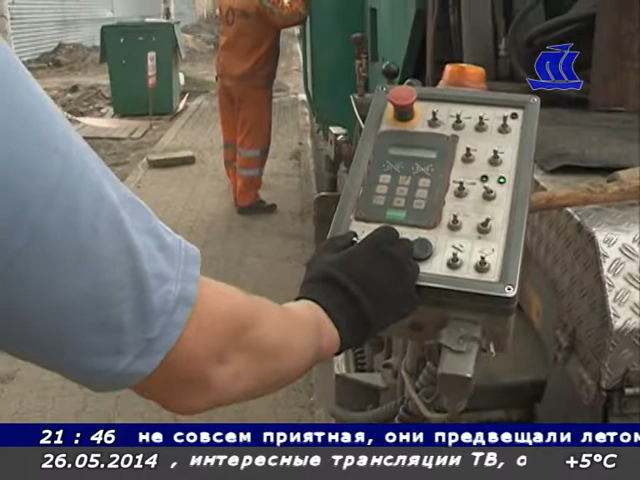 21 : 46 не совсем приятная, они предвещали летом
26.05.2014 , интересные трансляции ТВ, о +5°C